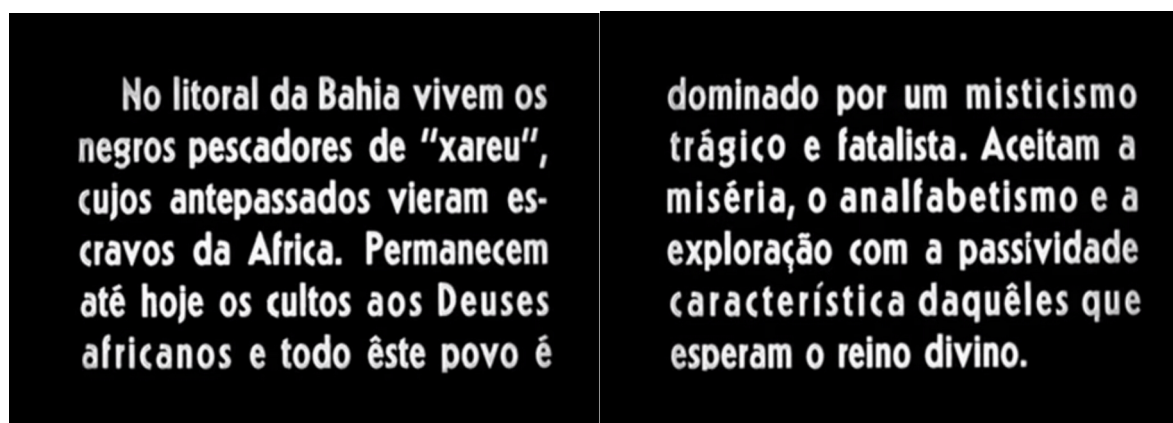 No litoral da Bahia vivem os
negros pescadores de "xareu",
cujos antepassados vieram es-
cravos da Africa. Permanecem
até hoje os cultos aos Deuses
africanos e todo êste povo é
dominado por um misticismo
trágico e fatalista. Aceitam a
miséria, o analfabetismo e a
exploração com a passividade
característica daquêles que
esperam o reino divino.